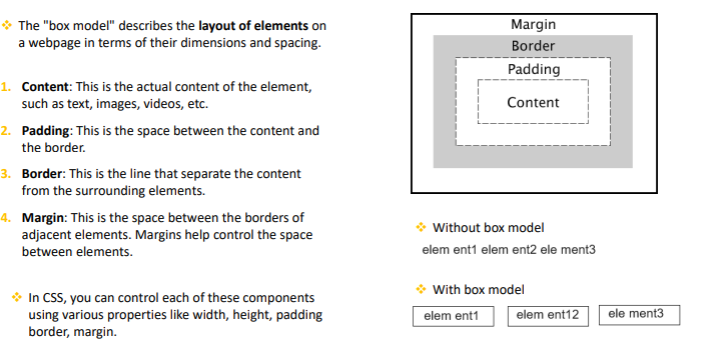 The "box model" describes the layout of elements on
a webpage in terms of their dimensions and spacing.
1. Content: This is the actual content of the element,
such as text, images, videos, etc.
2. Padding: This is the space between the content and
the border.
3. Border: This is the line that separate the content
from the surrounding elements.
4. Margin: This is the space between the borders of
adjacent elements. Margins help control the space
between elements.
In CSS, you can control each of these components
using various properties like width, height, padding
border, margin.
Margin
Border
Padding
Content
Without box model
elem ent1 elem ent2 ele ment3
With box model
elem ent1 elem ent12 ele ment3